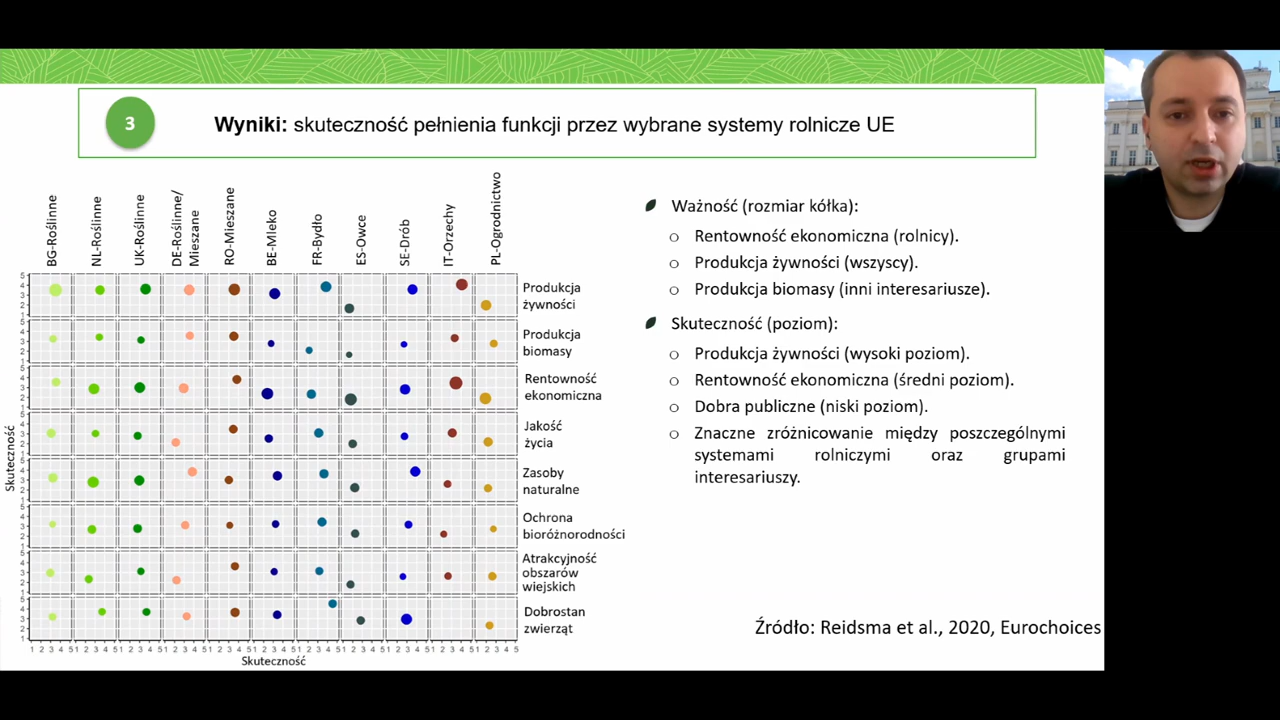 3
Wyniki: skuteczność pełnienia funkcji przez wybrane systemy rolnicze UE
BG-Roślinne
NL-Roślinne
UK-Roślinne
DE-Roślinne/
Mieszane
RO-Mieszane
BE-Mleko
FR-Bydło
ES-Owce
SE-Drób
IT-Orzechy
PL-Ogrodnictwo
Produkcja
żywności
Produkcja
biomasy
Rentowność
ekonomiczna
Jakość
życia
Zasoby
naturalne
Ochrona
bioróżnorodności
Atrakcyjność
obszarów
wiejskich
Dobrostan
zwierząt
Skuteczność
Skuteczność
Ważność (rozmiar kółka):
Rentowność ekonomiczna (rolnicy).
Produkcja żywności (wszyscy).
Produkcja biomasy (inni interesariusze).
Skuteczność (poziom):
Produkcja żywności (wysoki poziom).
Rentowność ekonomiczna (średni poziom).
Dobra publiczne (niski poziom).
Znaczne zróżnicowanie między poszczególnymi
systemami rolniczymi oraz grupami
interesariuszy.
Źródło: Reidsma et al., 2020, Eurochoices